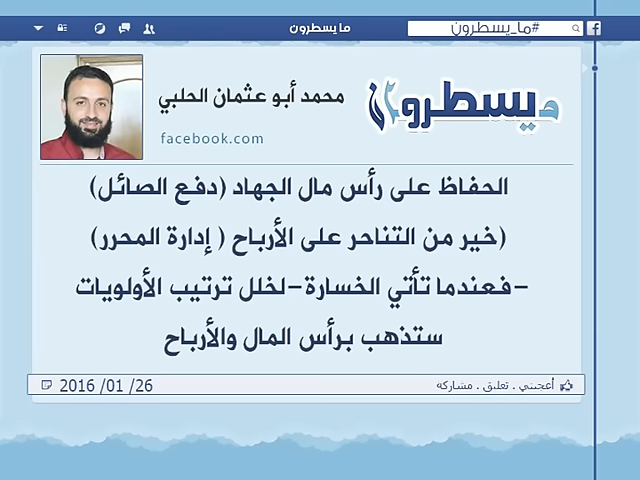 ما يسطرون
#ما_يسطرون
محمد أبو عثمان الحلبي
ما يسطرون
facebook.com
الحفاظ على رأس مال الجهاد (دفع الصائل)
خير من التناحر على الأرباح ( إدارة المحرر)
-فعندما تأتي الخسارة-لخلل ترتيب الأولويات
ستذهب برأس المال والأرباح
أعجبني . تعليق . مشاركه
2016 /01 /26